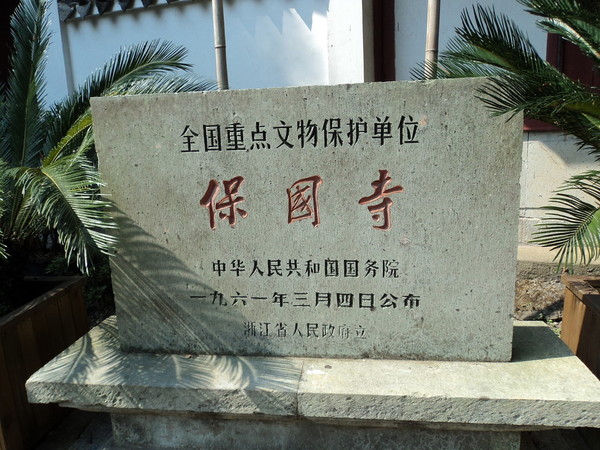 全国重点文物保护单位
保國寺
中华人民共和国国务院
一九六一年三月四日公布
浙江省人民政府立